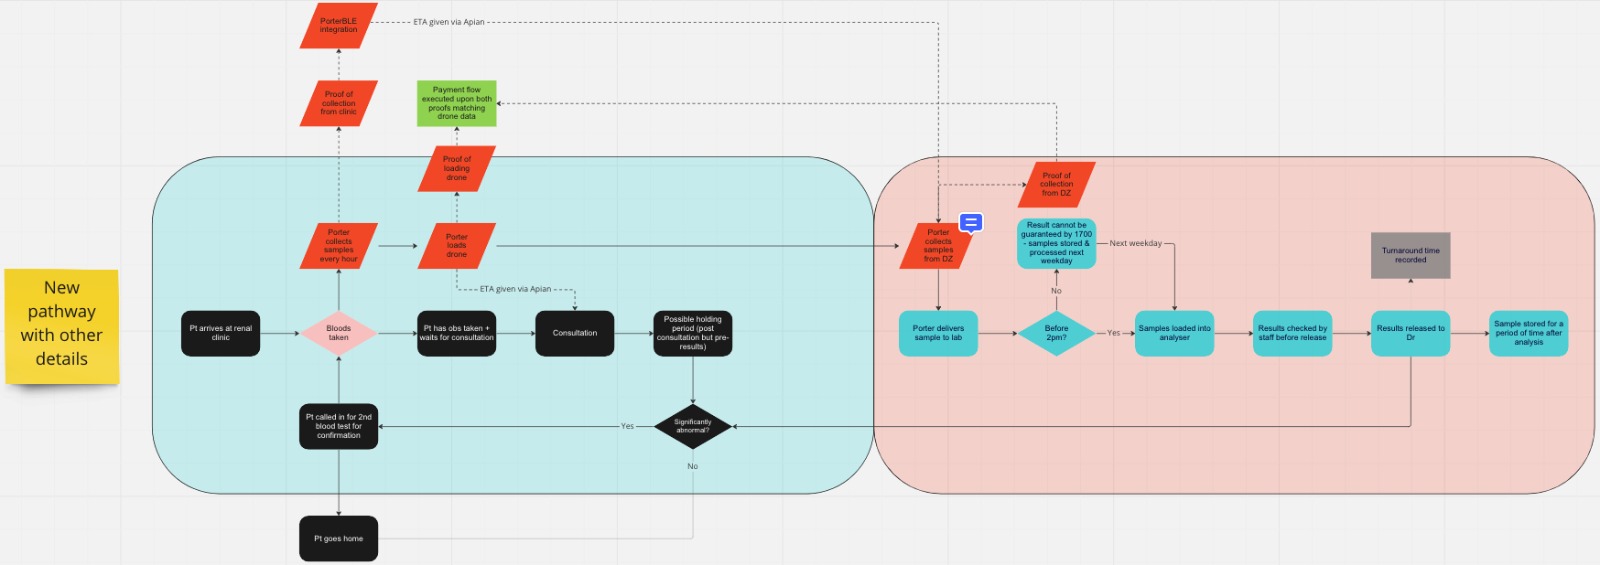 PorterBLE
integration
ETA given via Apian
Proof of
collection
from clinic
Payment flow
executed upon both
proofs matching
drone data
Proof of
loading
drone
Proof of
collection
from DZ
Porter
collects
samples
every hour
Porter
loads
drone
Porter
collects
samples
from DZ
Result cannot be
guaranteed by 1700
- samples stored &
processed next
weekday
Next weekday
Turnaround time
recorded
New
pathway
with other
details
ETA given via Apian
No
Pt arrives at renal
clinic
Bloods
taken
Pt has obs taken +
waits for consultation
Consultation
Possible holding
period (post
consultation but pre-
results)
Porter delivers
sample to lab
Before
2pm?
Yes
Samples loaded into
analyser
Results checked by
staff before release
Results released to
Dr
Sample stored for a
period of time after
analysis
Pt called in for 2nd
blood test for
confirmation
Yes
Significantly
abnormal?
No
Pt goes home